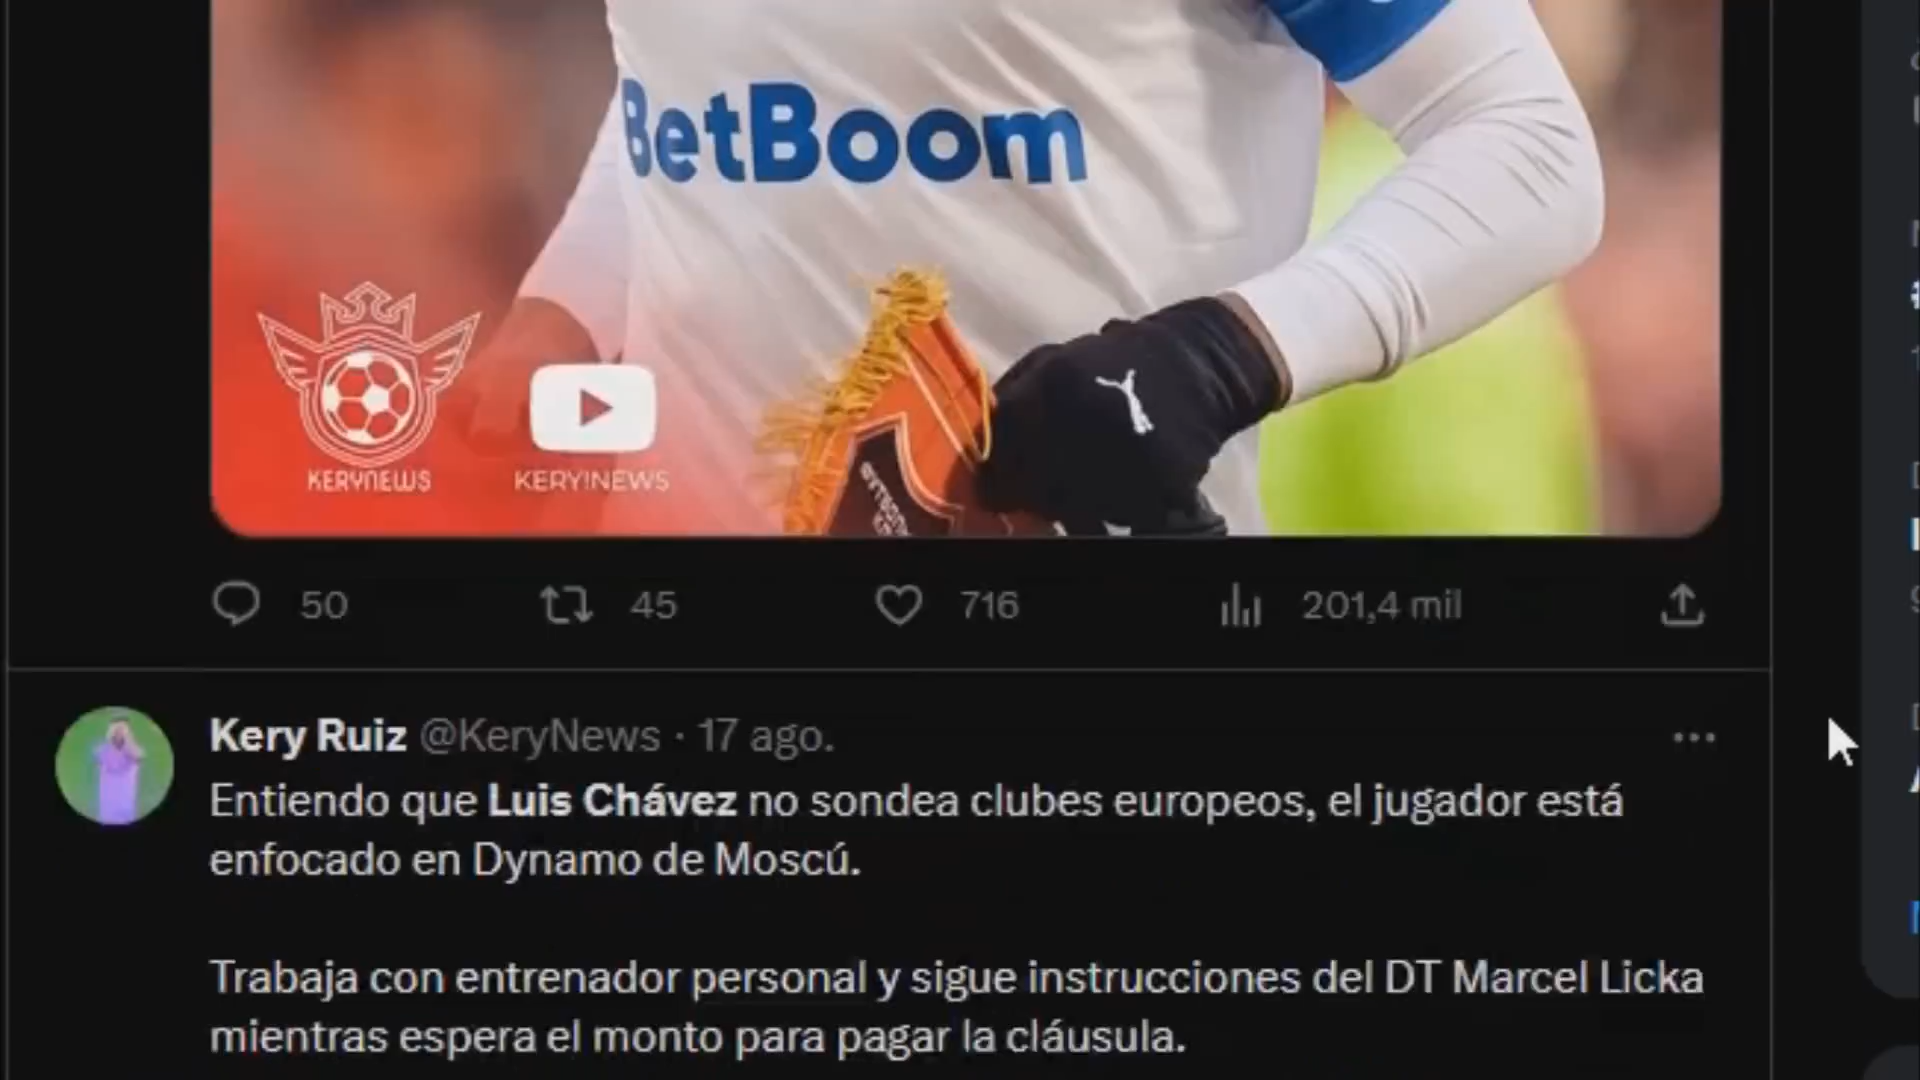 BetBoom
KERYNEWS
KERYINEWS
50
45
716
201,4 mil
Kery Ruiz @KeryNews · 17 ago.
Entiendo que Luis Chávez no sondea clubes europeos, el jugador está
enfocado en Dynamo de Moscú.
Trabaja con entrenador personal y sigue instrucciones del DT Marcel Licka
mientras espera el monto para pagar la cláusula.